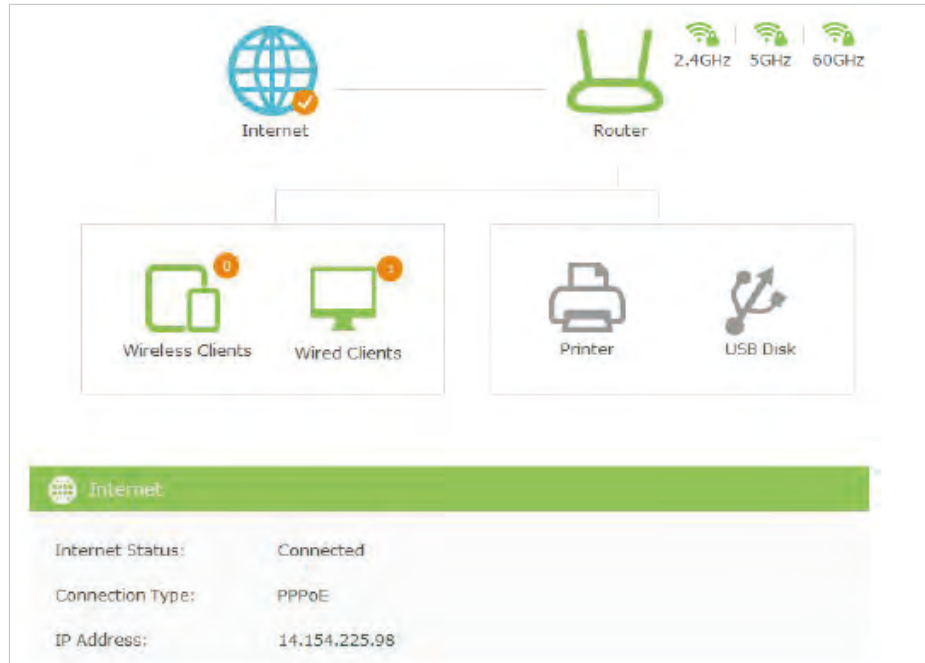 2.4GHz 5GHz 60GHz
Internet
Router
0
1
Wireless Clients
Wired Clients
Printer
USB Disk
Internet
Internet Status: Connected
Connection Type: PPPoE
IP Address: 14.154.225.98